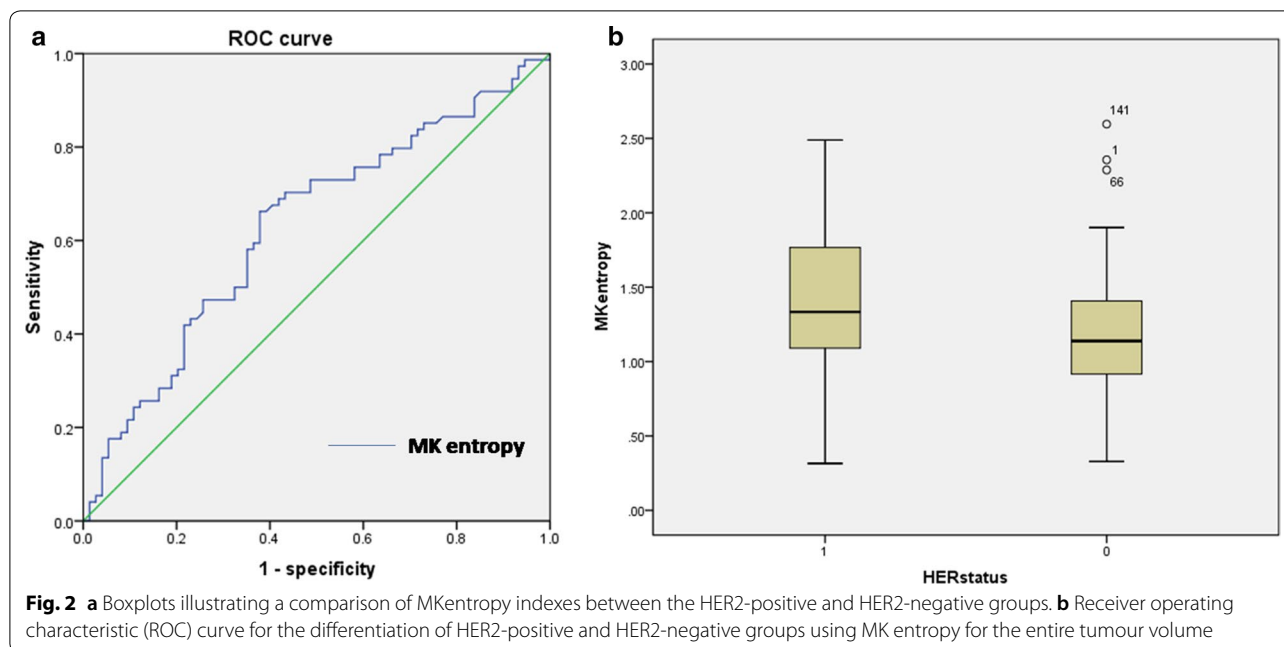 a
ROC curve
1.0
0.8
0.6
0.4
0.2
0.0
Sensitivity
MK entropy
0.0 0.2 0.4 0.6 0.8 1.0
1 - specificity
b
3.00
2.50
2.00
1.50
1.00
.50
.00
MKentropy
141
1
66
1 0
HERstatus
Fig. 2 a Boxplots illustrating a comparison of MKentropy indexes between the HER2-positive and HER2-negative groups. b Receiver operating
characteristic (ROC) curve for the differentiation of HER2-positive and HER2-negative groups using MK entropy for the entire tumour volume